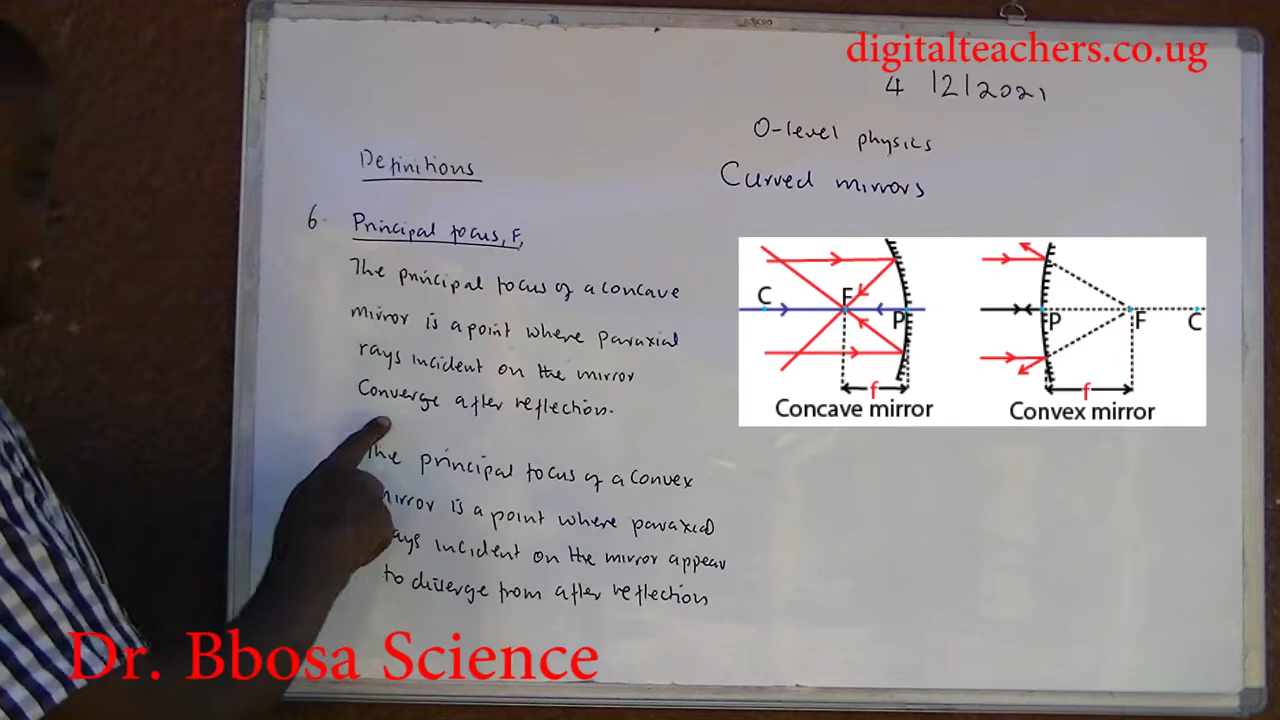 digitalteachers.co.ug
4 12/2021
O-level physics
Curved mirrors
Definitions
6. Principal focus, F,
The principal focus of a concave
mirror is a point where paraxial
rays incident on the mirror
Converge after reflection.
The principal focus of a convex
mirror is a point where paraxial
rays incident on the mirror appear
to diverge from after reflection
C F P
f
Concave mirror
P F C
f
Convex mirror
Dr. Bbosa Science